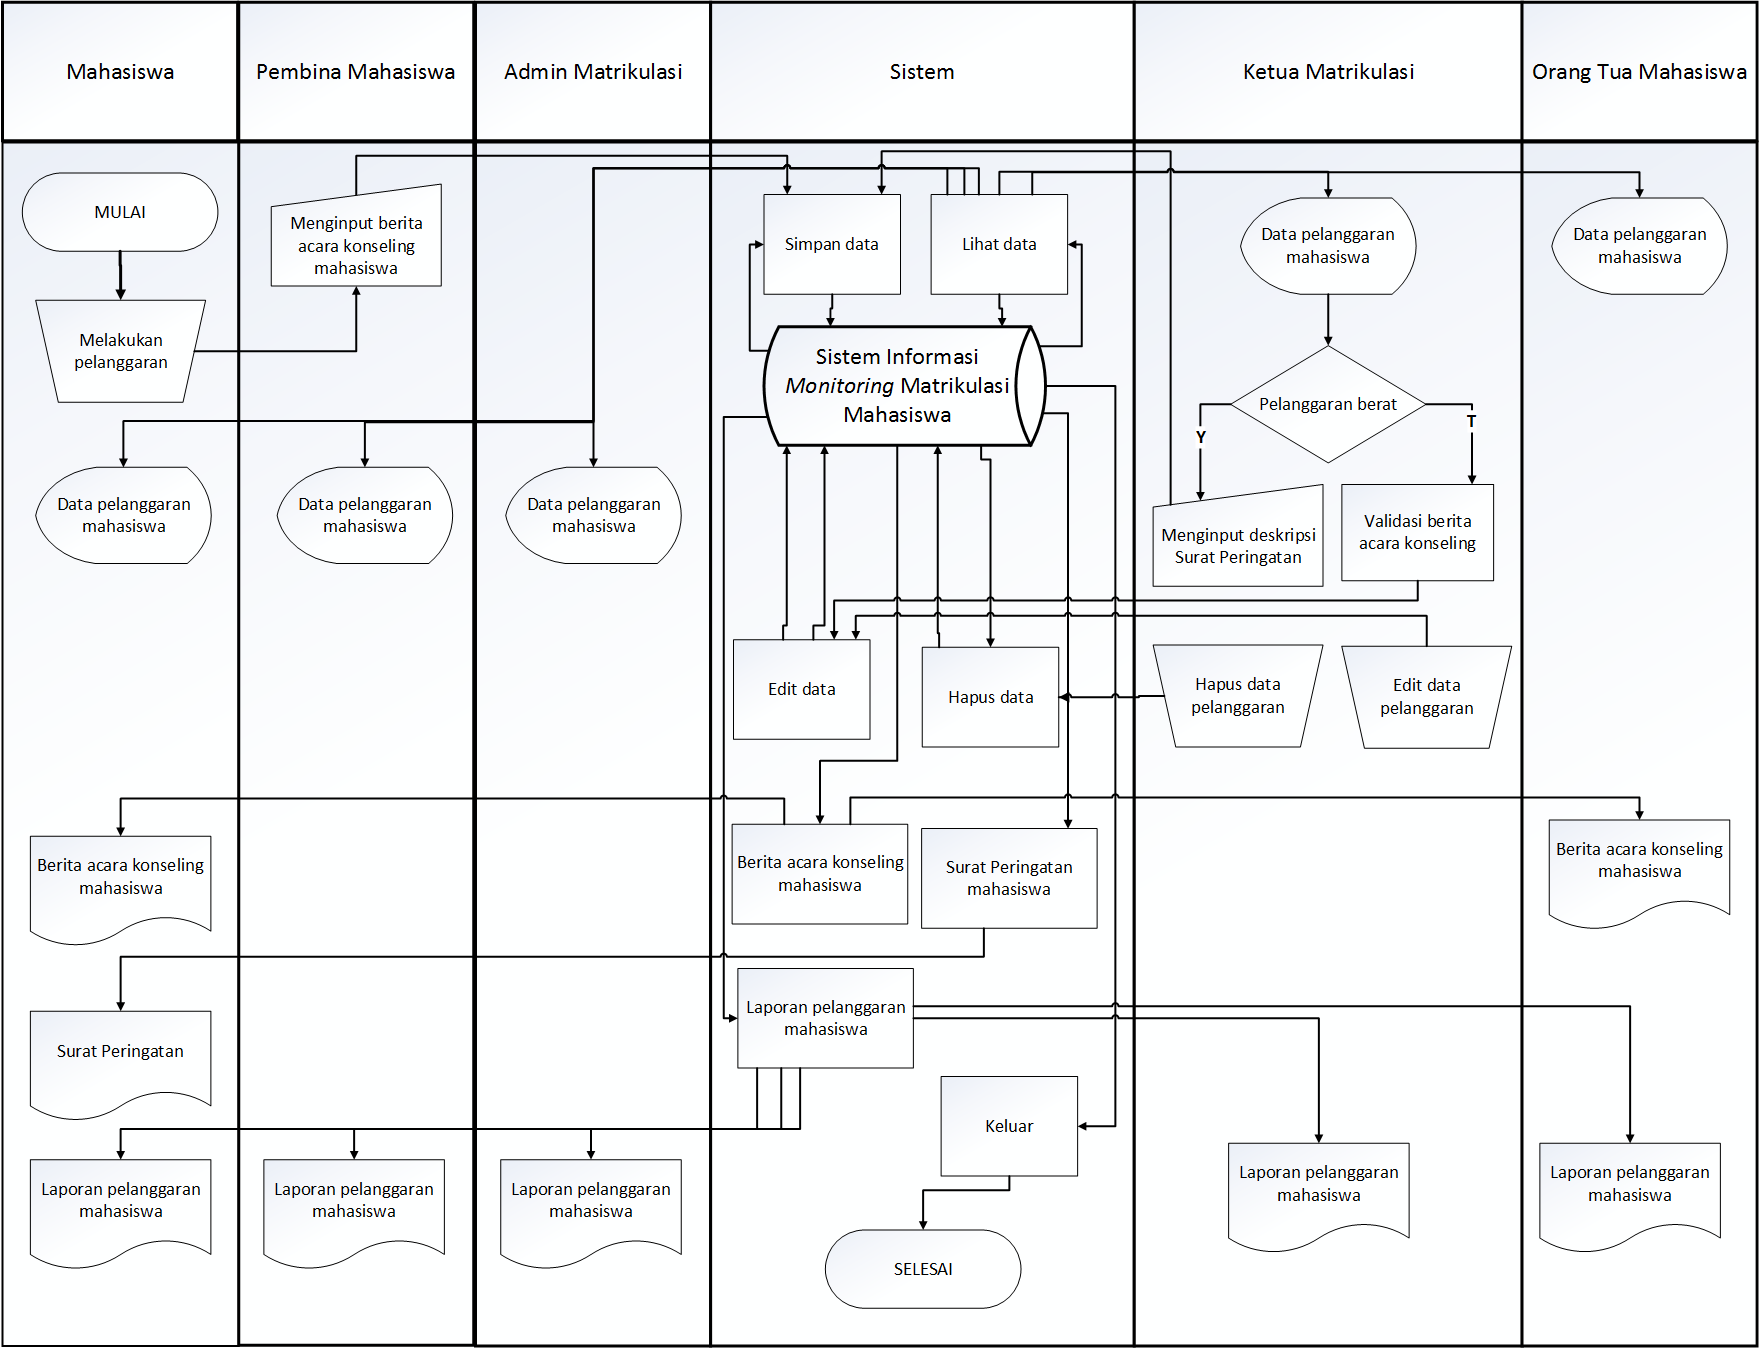 Mahasiswa
Pembina Mahasiswa
Admin Matrikulasi
Sistem
Ketua Matrikulasi
Orang Tua Mahasiswa
MULAI
Menginput berita
acara konseling
mahasiswa
Simpan data
Lihat data
Data pelanggaran
mahasiswa
Data pelanggaran
mahasiswa
Melakukan
pelanggaran
Sistem Informasi
Monitoring Matrikulasi
Mahasiswa
Pelanggaran berat
Y
T
Data pelanggaran
mahasiswa
Data pelanggaran
mahasiswa
Data pelanggaran
mahasiswa
Menginput deskripsi
Surat Peringatan
Validasi berita
acara konseling
Edit data
Hapus data
Hapus data
pelanggaran
Edit data
pelanggaran
Berita acara konseling
mahasiswa
Berita acara konseling
mahasiswa
Surat Peringatan
mahasiswa
Berita acara konseling
mahasiswa
Surat Peringatan
Laporan pelanggaran
mahasiswa
Keluar
Laporan pelanggaran
mahasiswa
Laporan pelanggaran
mahasiswa
Laporan pelanggaran
mahasiswa
Laporan pelanggaran
mahasiswa
Laporan pelanggaran
mahasiswa
SELESAI